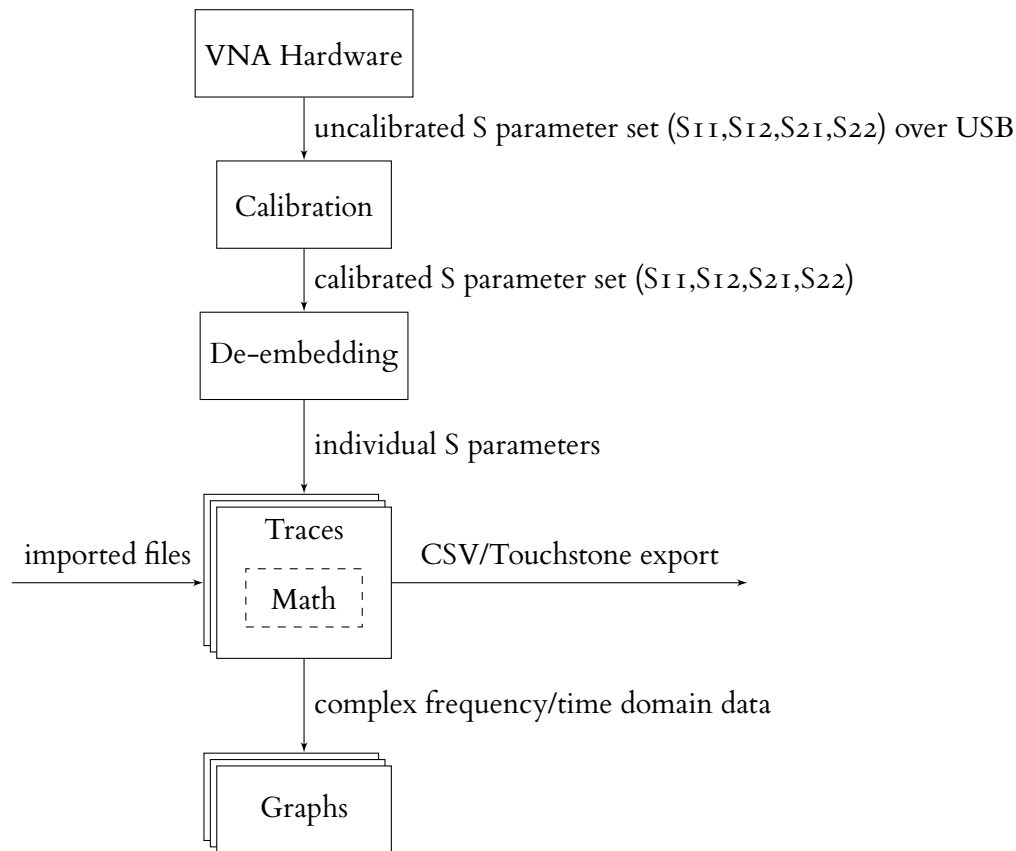 VNA Hardware
uncalibrated S parameter set (S11,S12,S21,S22) over USB
Calibration
calibrated S parameter set (S11,S12,S21,S22)
De-embedding
individual S parameters
Traces
imported files
CSV/Touchstone export
Math
complex frequency/time domain data
Graphs